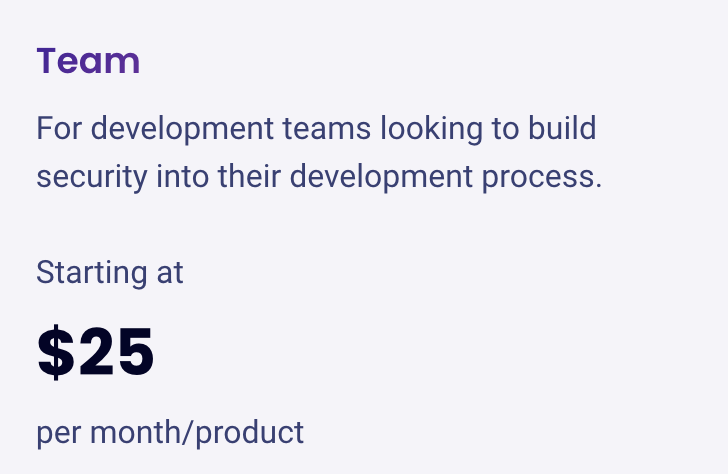 Team
For development teams looking to build
security into their development process.
Starting at
$25
per month/product